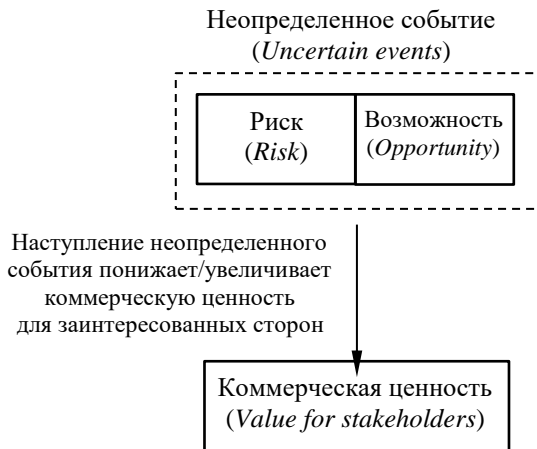 Неопределенное событие
(Uncertain events)
Риск
(Risk)
Возможность
(Opportunity)
Наступление неопределенного
события понижает/увеличивает
коммерческую ценность
для заинтересованных сторон
Коммерческая ценность
(Value for stakeholders)